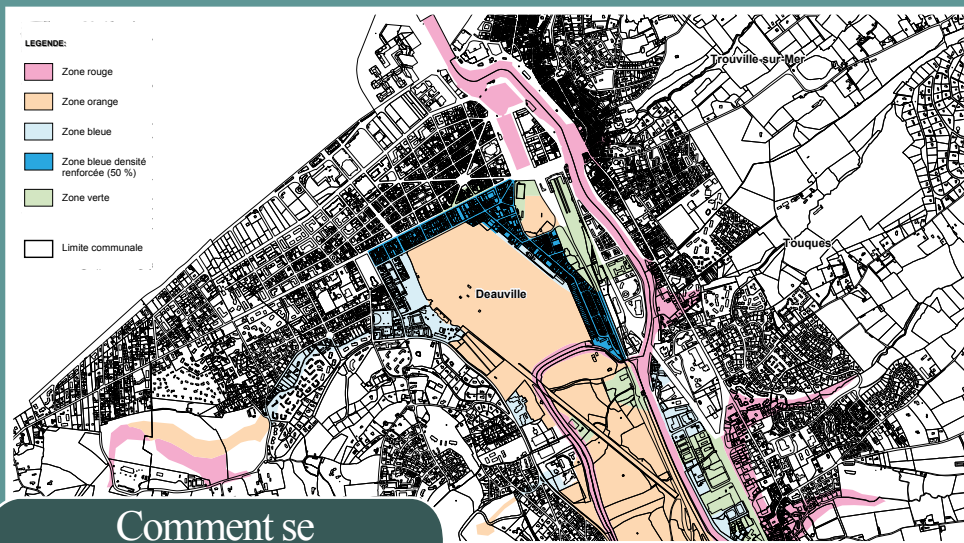 LEGENDE:
Zone rouge
Zone orange
Zone bleue
Zone bleue densité
renforcée (50 %)
Zone verte
Limite communale
Trouville-sur-Mer
Touques
Deauville
Comment se